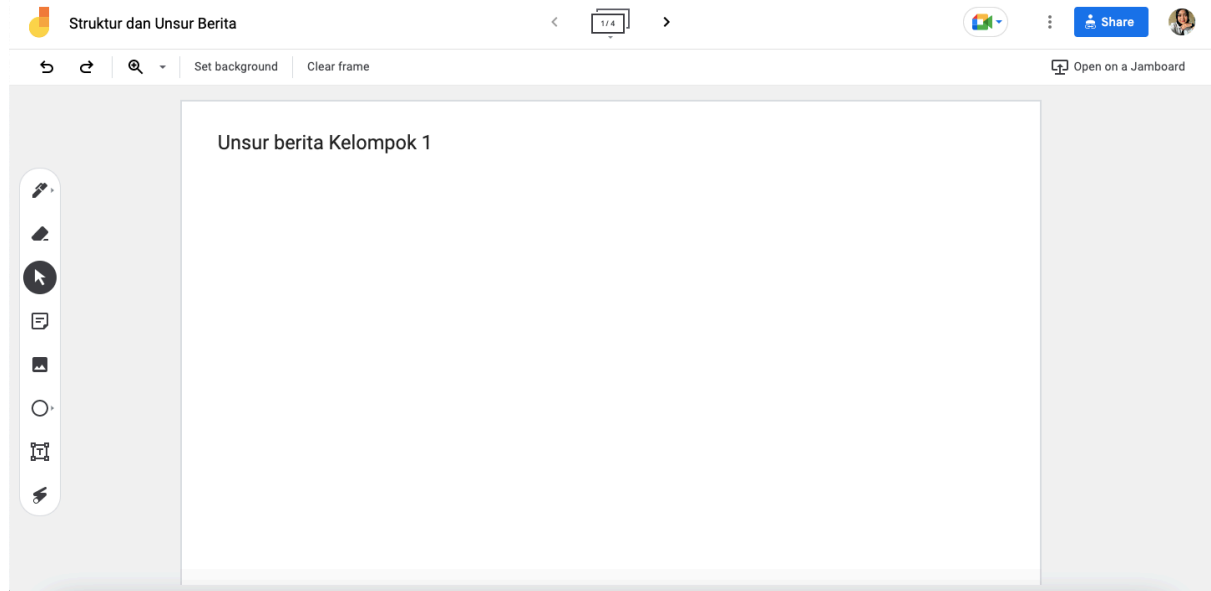 Struktur dan Unsur Berita
1/4
Share
Set background
Clear frame
Open on a Jamboard
Unsur berita Kelompok 1
T